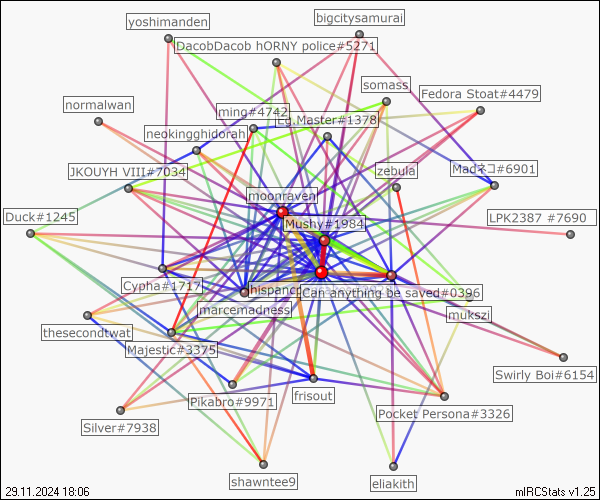 yoshimanden
bigcitysamurai
DacobDacob hORNY police#5271
somass
Fedora Stoat#4479
normalwan
ming#4742
Lg.Master#1378
neokingghidorah
JKOUYH VIII#7034
zebula
Madネコ#6901
moonraven
Duck#1245
Mushy#1984
LPK2387 #7690
Cypha#1717
can anything be saved#0396
marcemadness
mukszi
thesecondtwat
Majestic#3375
Swirly Boi#6154
Pikabro#9971
frisout
Pocket Persona#3326
Silver#7938
shawntee9
eliakith
29.11.2024 18:06
mIRCStats v1.25